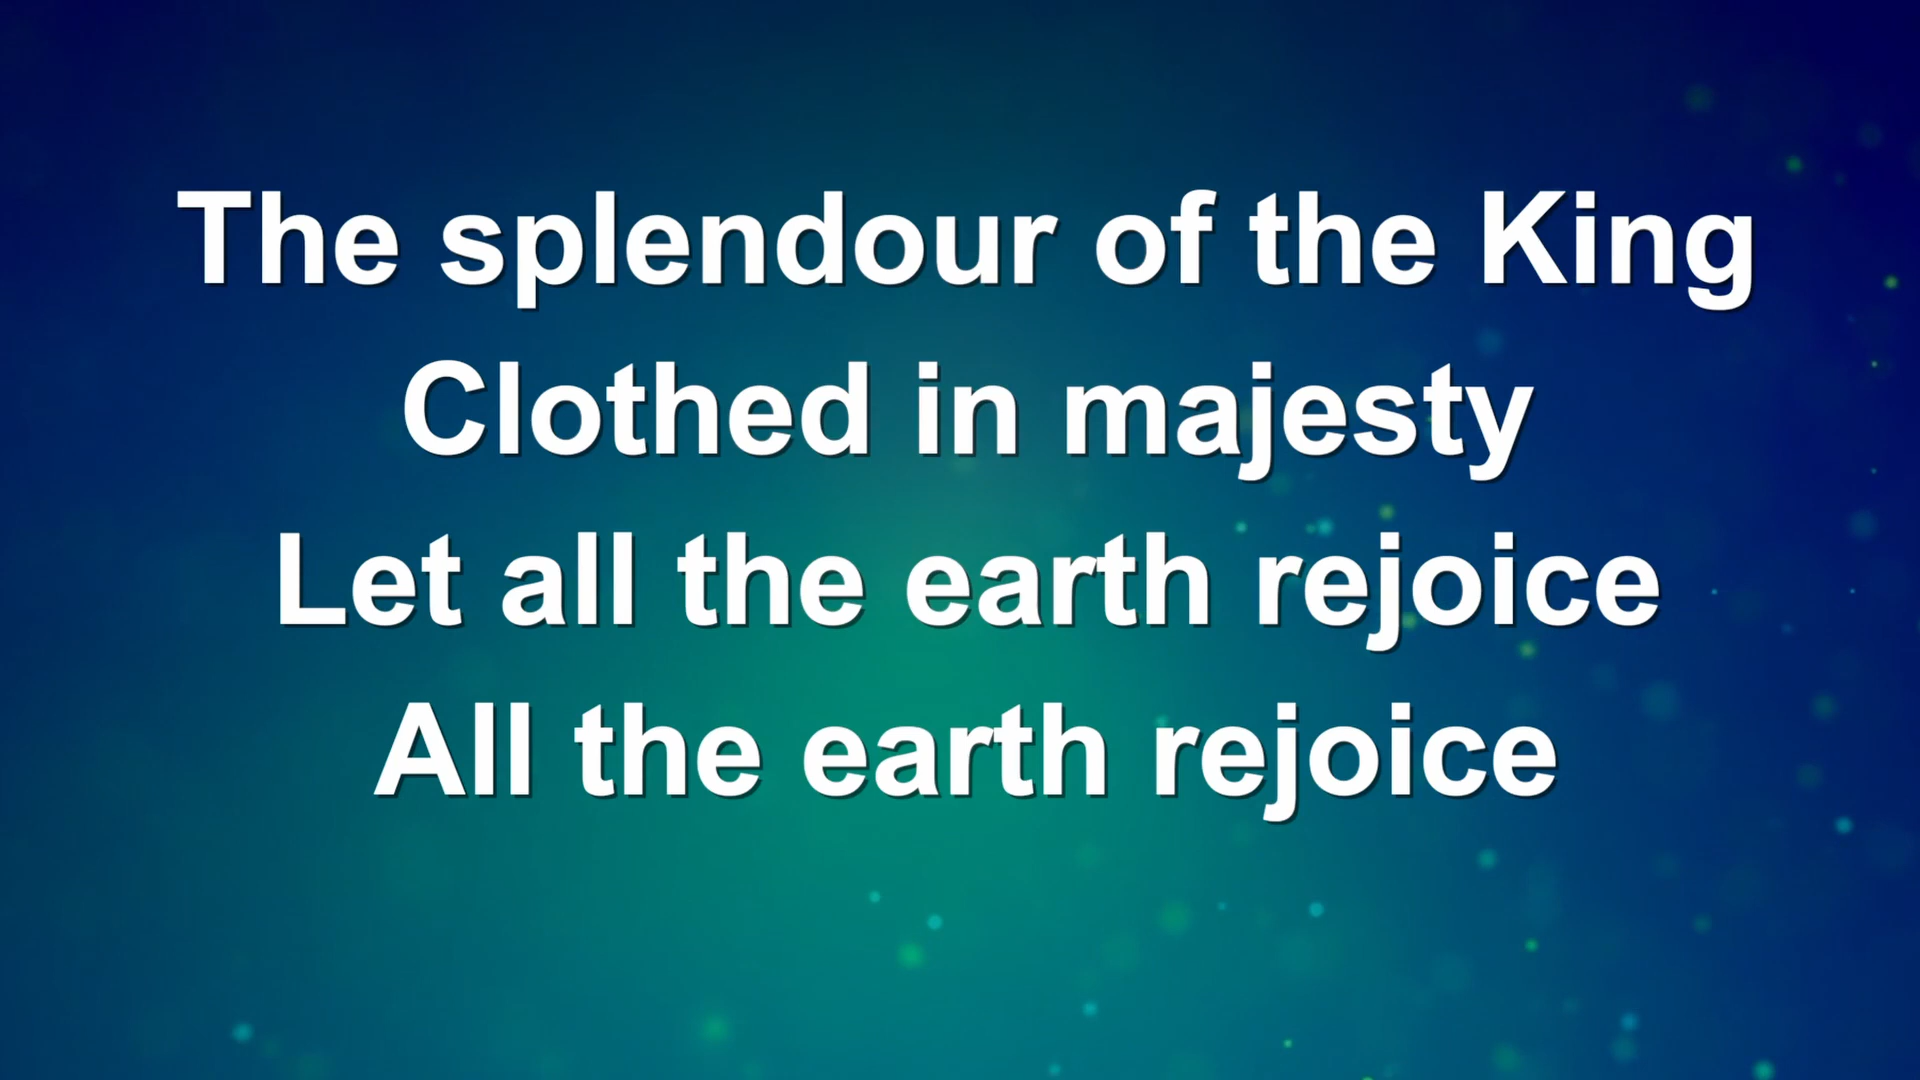 The splendour of the King
Clothed in majesty
Let all the earth rejoice
All the earth rejoice